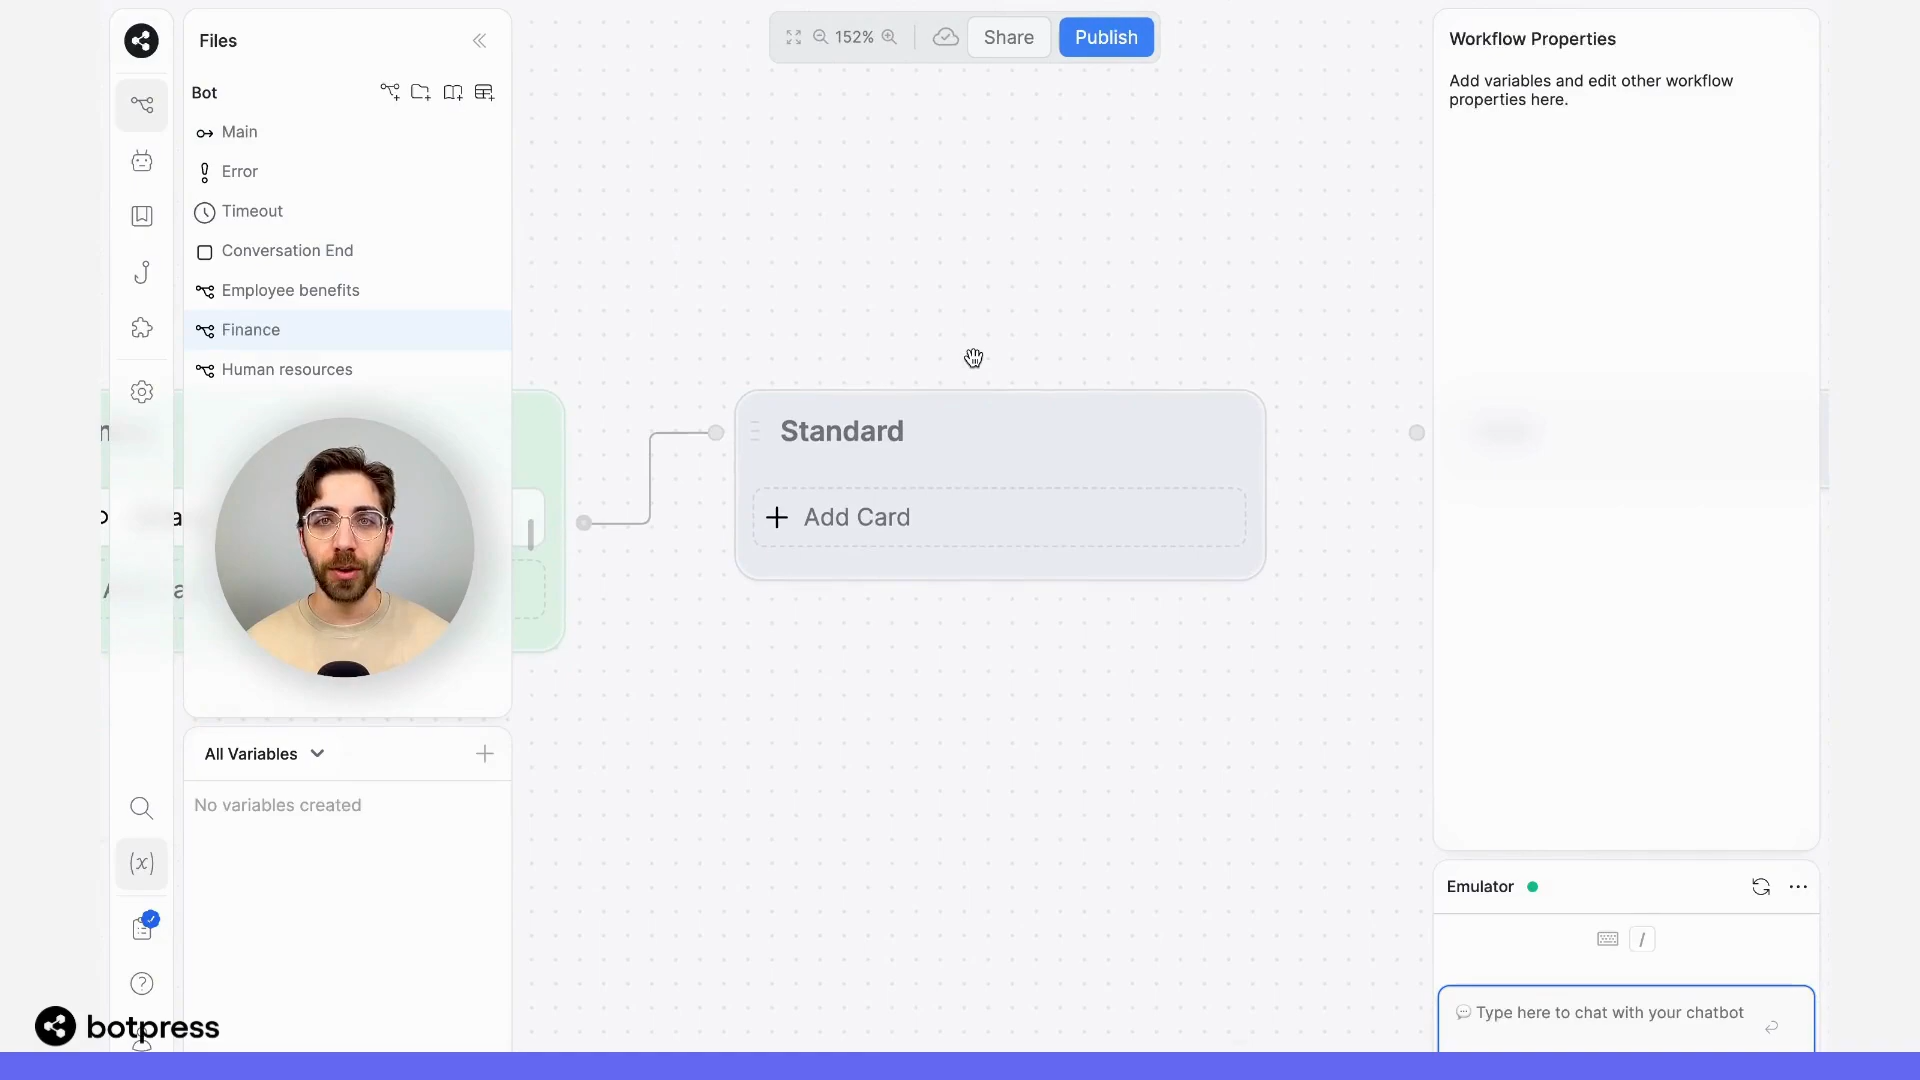 Files
152%
Share
Publish
Bot
Main
Error
Timeout
Conversation End
Employee benefits
Finance
Human resources
Standard
Add Card
All Variables
No variables created
(x)
Workflow Properties
Add variables and edit other workflow
properties here.
Emulator
/
Type here to chat with your chatbot
botpress